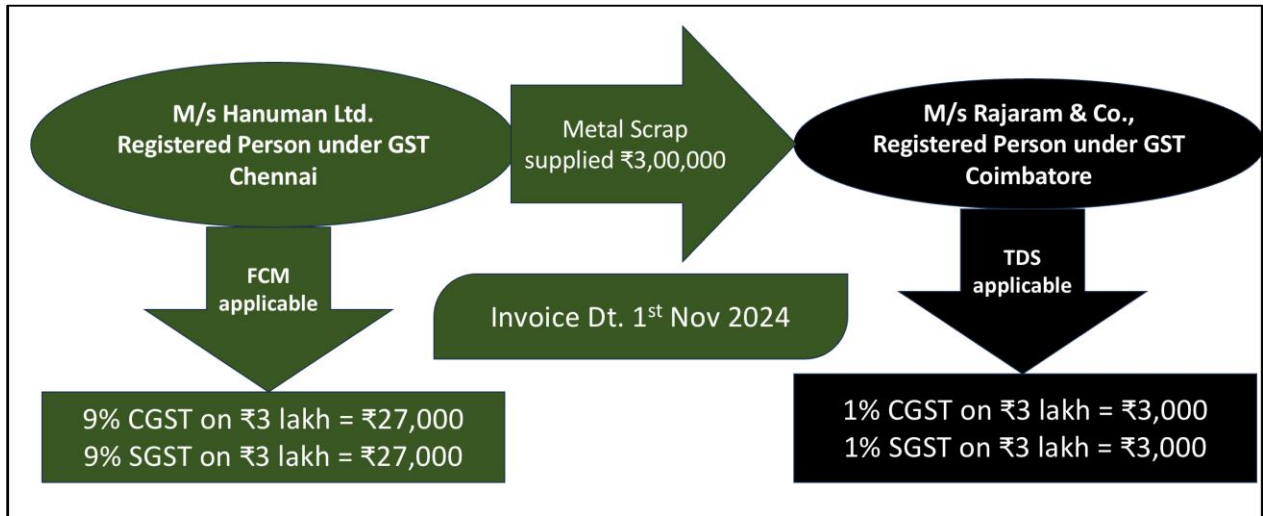 M/s Hanuman Ltd.
Registered Person under GST
Chennai
Metal Scrap
supplied ₹3,00,000
M/s Rajaram & Co.,
Registered Person under GST
Coimbatore
FCM
applicable
Invoice Dt. 1st Nov 2024
TDS
applicable
9% CGST on ₹3 lakh = ₹27,000
9% SGST on ₹3 lakh = ₹27,000
1% CGST on ₹3 lakh = ₹3,000
1% SGST on ₹3 lakh = ₹3,000